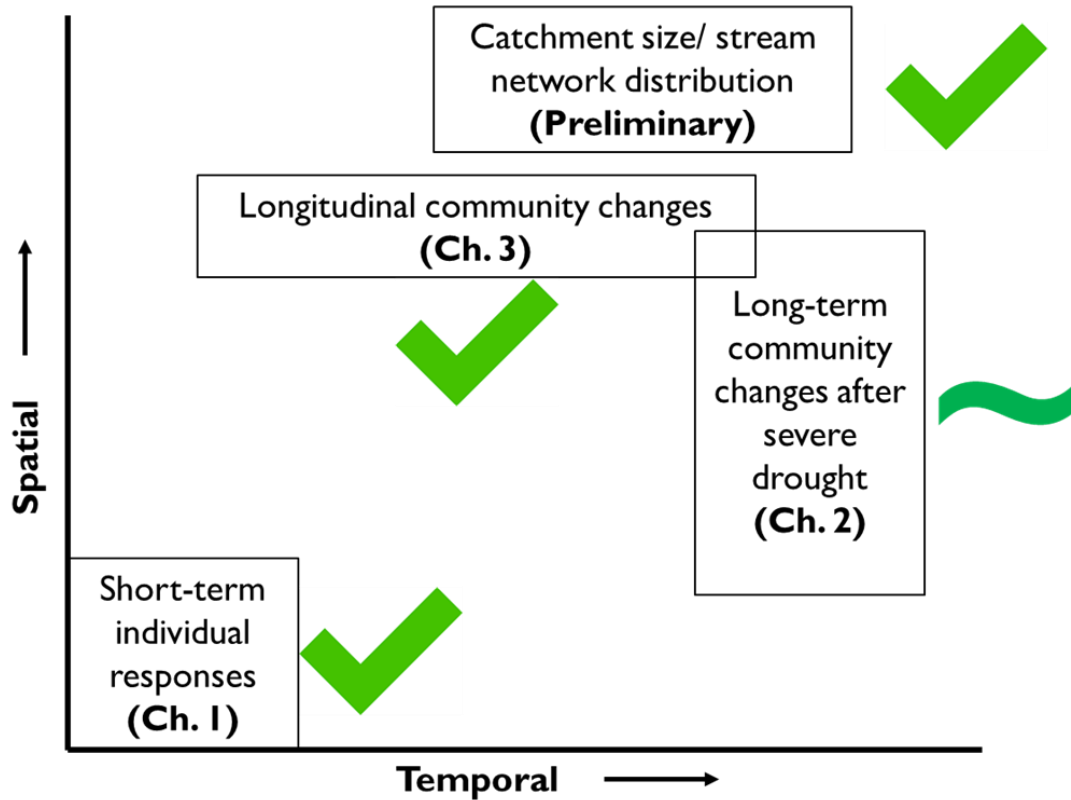 Catchment size/ stream
network distribution
(Preliminary)
Longitudinal community changes
(Ch. 3)
Long-term
community
changes after
severe
drought
(Ch. 2)
Short-term
individual
responses
(Ch. 1)
Spatial
Temporal